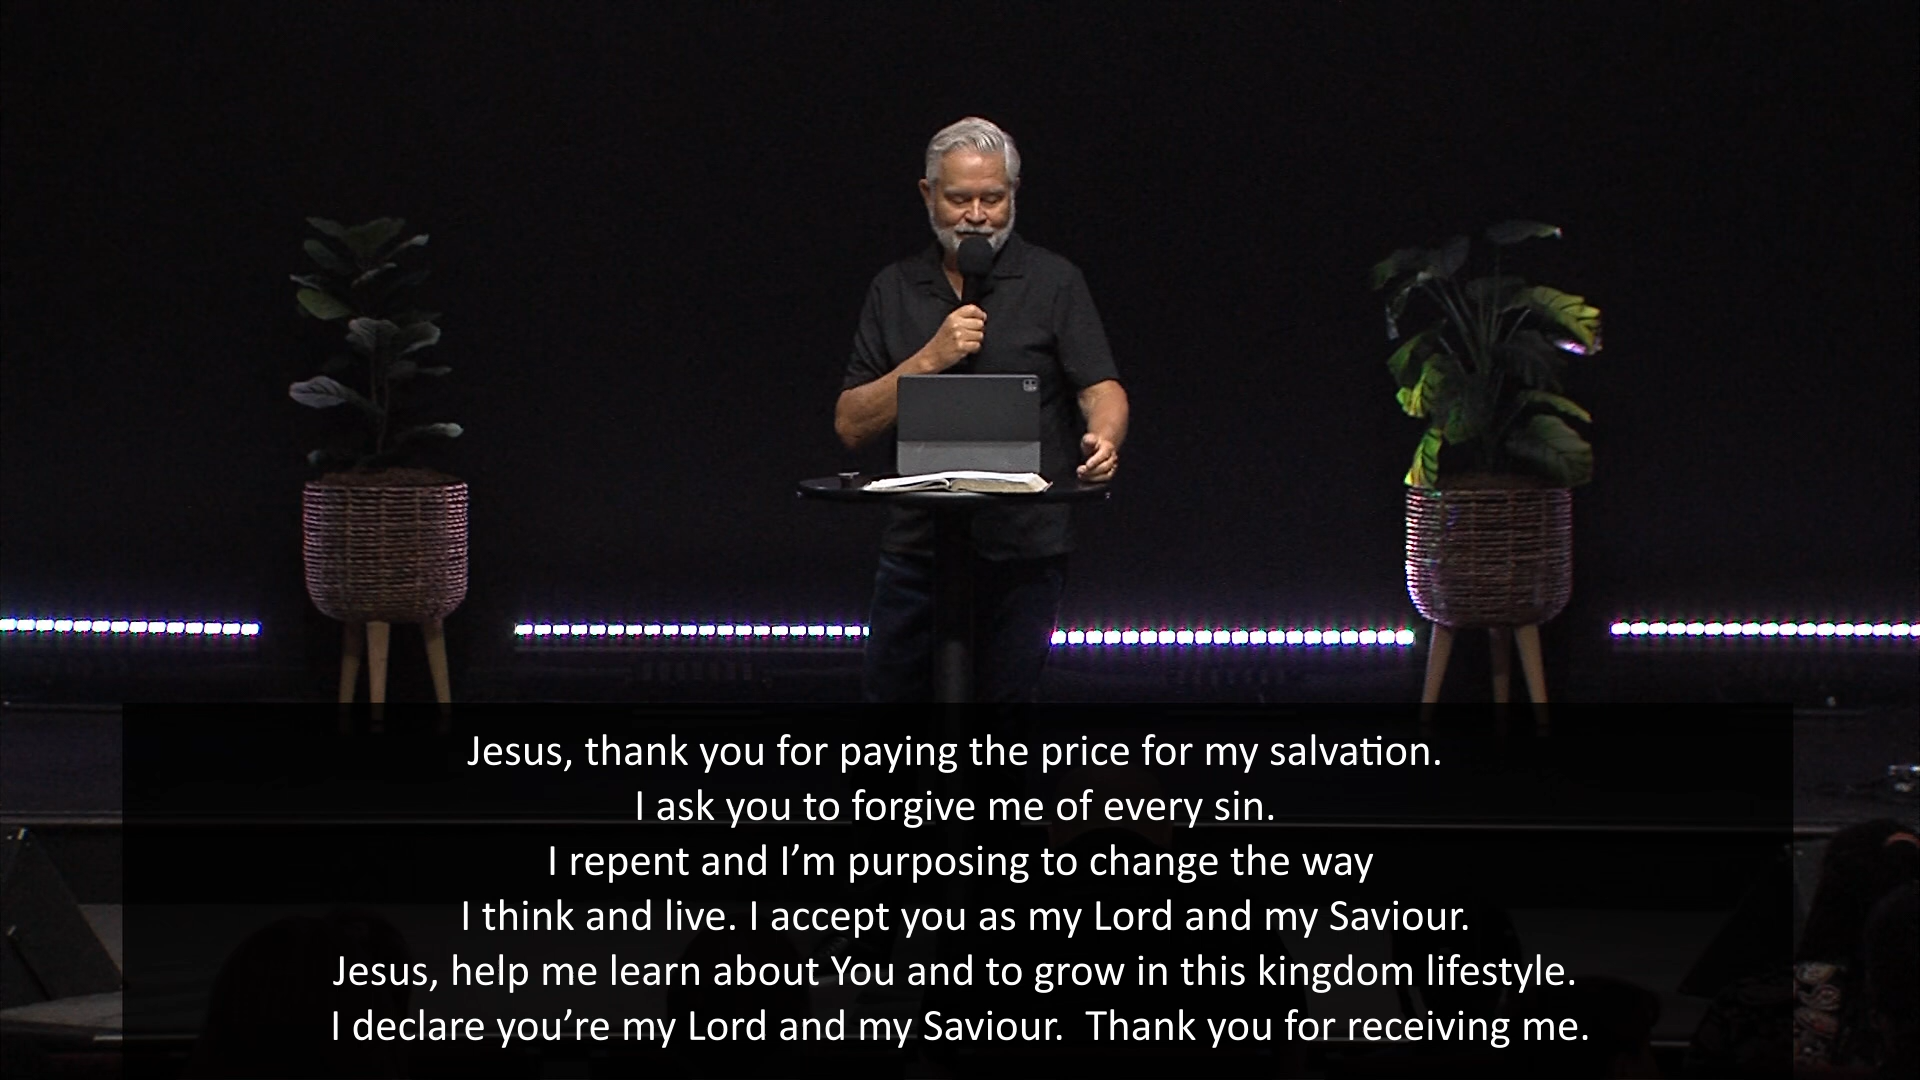 Jesus, thank you for paying the price for my salvation.
I ask you to forgive me of every sin.
I repent and I’m purposing to change the way
I think and live. I accept you as my Lord and my Saviour.
Jesus, help me learn about You and to grow in this kingdom lifestyle.
I declare you’re my Lord and my Saviour.  Thank you for receiving me.